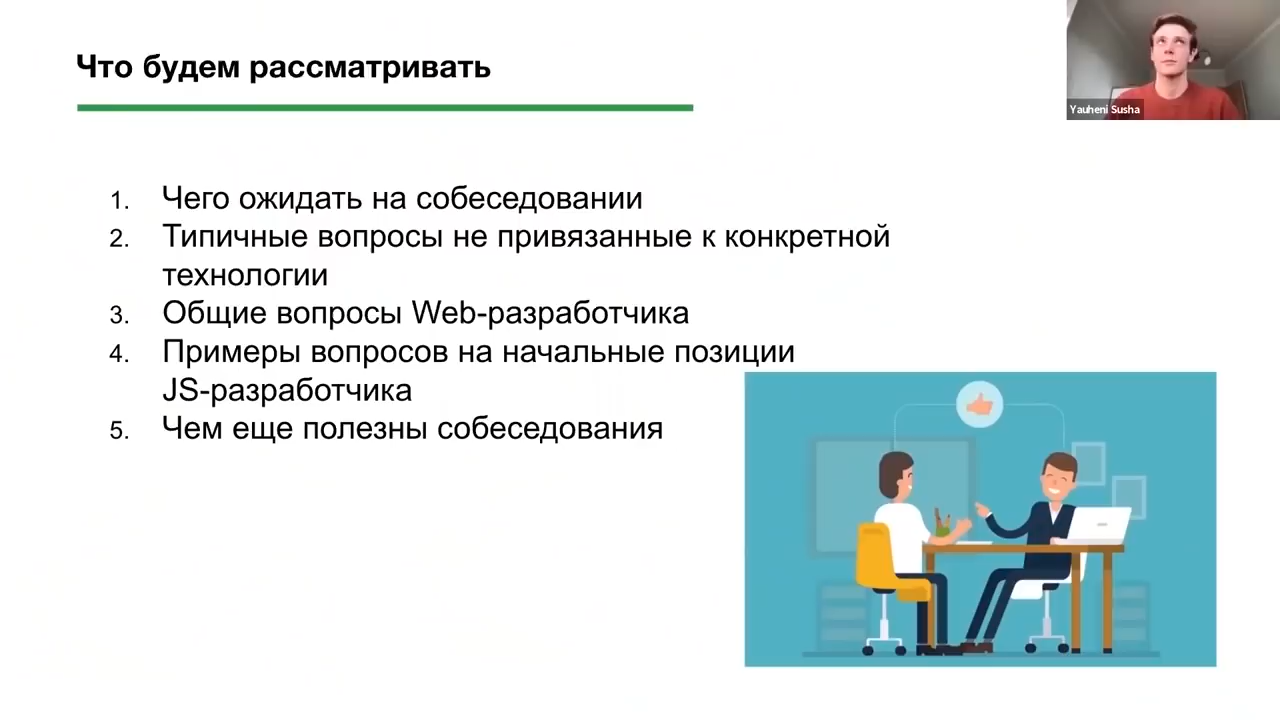 Что будем рассматривать
Yauheni Susha
1. Чего ожидать на собеседовании
2. Типичные вопросы не привязанные к конкретной
технологии
3. Общие вопросы Web-разработчика
4. Примеры вопросов на начальные позиции
JS-разработчика
5. Чем еще полезны собеседования